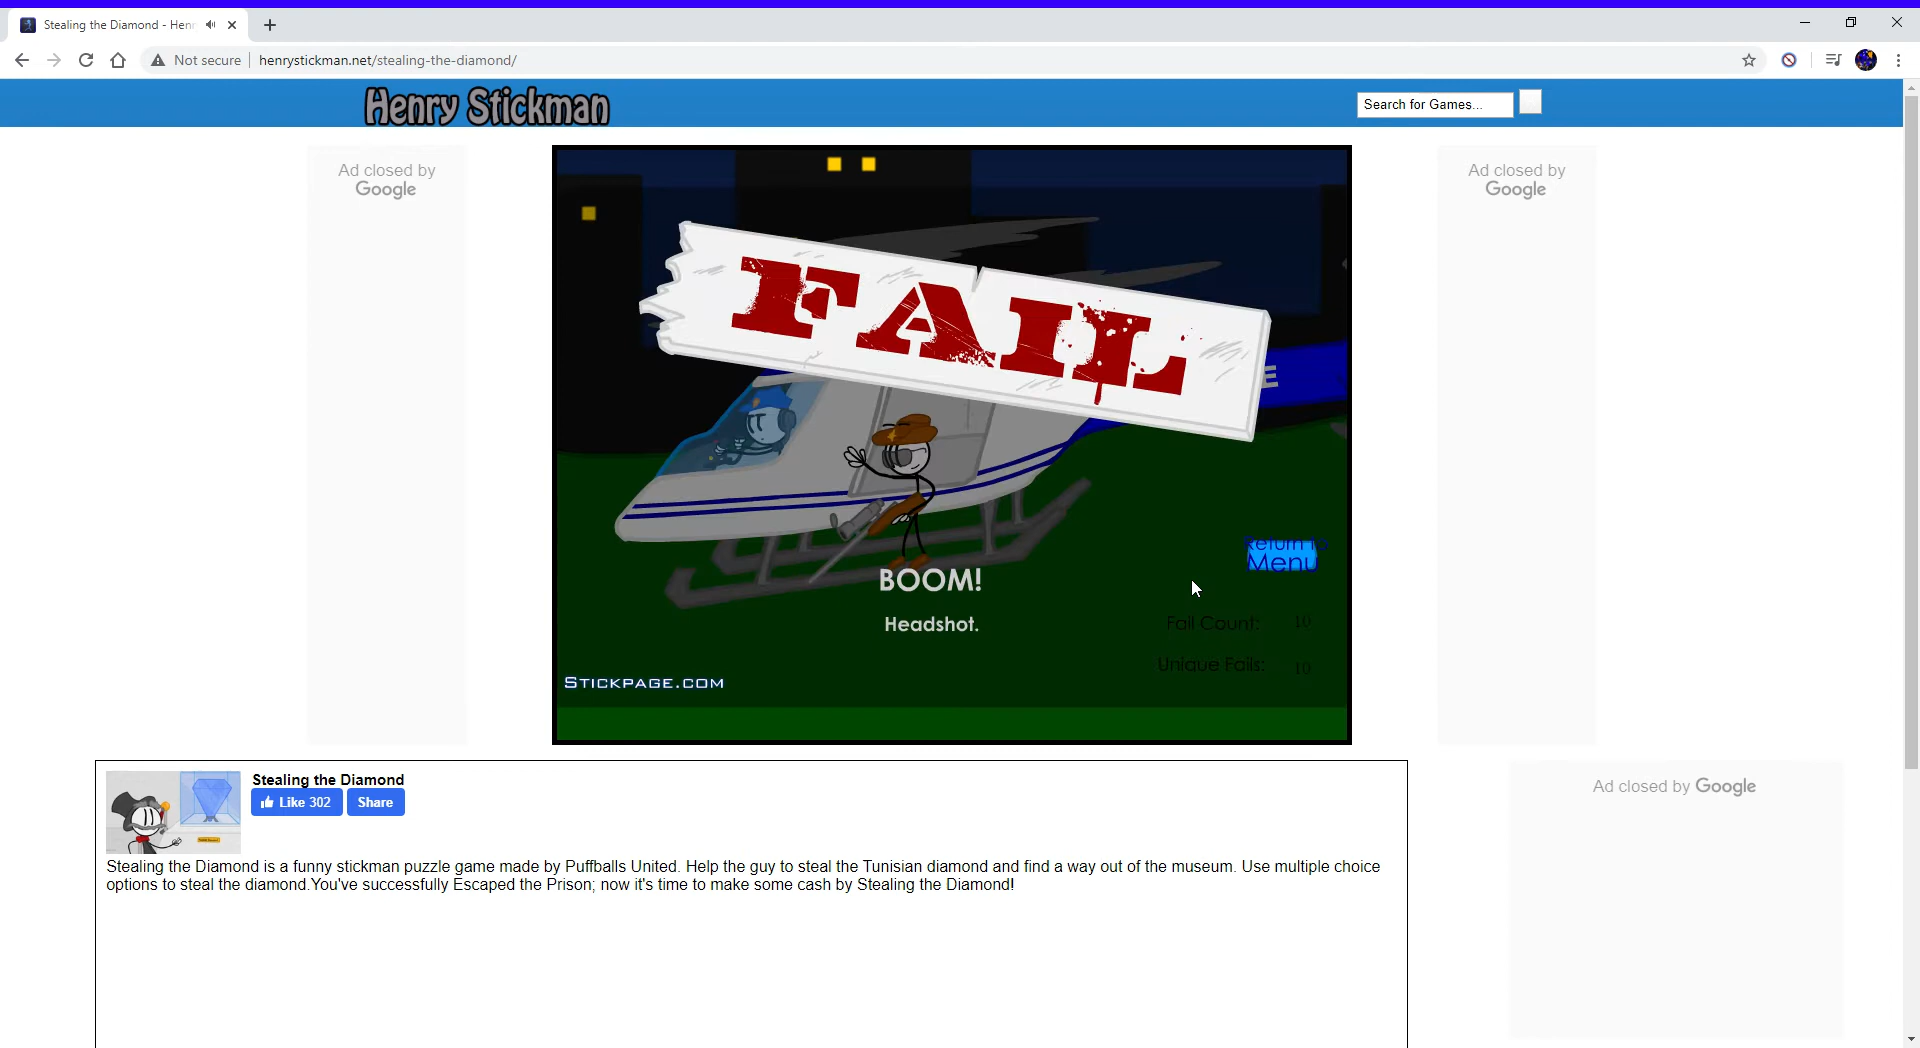 Stealing the Diamond - Hen
Not secure
henrystickman.net/stealing-the-diamond/
Henry Stickman
Search for Games...
Ad closed by
Google
Ad closed by
Google
FAIL
E
Return to
Menu
BOOM!
Headshot.
Fail Count: 10
Unique Fails: 10
STICKPAGE.COM
Stealing the Diamond
Like 302
Share
Ad closed by Google
Stealing the Diamond is a funny stickman puzzle game made by Puffballs United. Help the guy to steal the Tunisian diamond and find a way out of the museum. Use multiple choice
options to steal the diamond.You've successfully Escaped the Prison; now it's time to make some cash by Stealing the Diamond!